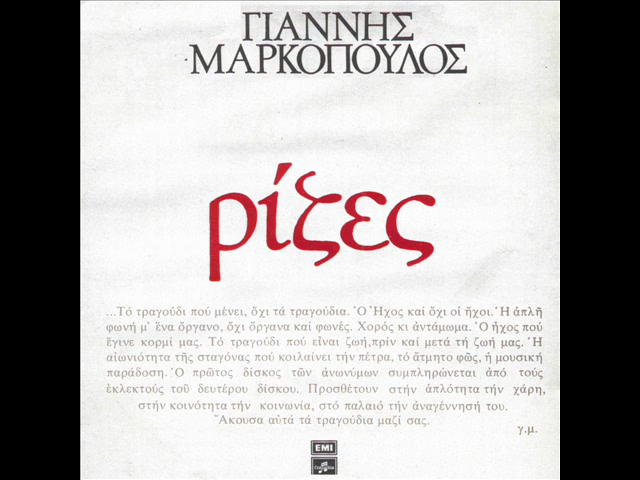 ΓΙΑΝΝΗΣ
ΜΑΡΚΟΠΟΥΛΟΣ
ρίζες
...Τό τραγούδι πού μένει, ὄχι τά τραγούδια. Ὁ Ἦχος καί ὄχι οἱ ἦχοι. Ἡ ἁπλῆ
φωνή μ' ἕνα ὄργανο, ὄχι ὄργανα καί φωνές. Χορός κι ἀντάμωμα. Ὁ ἦχος πού
ἔγινε κορμί μας. Τό τραγούδι πού εἶναι ζωή,πρίν καί μετά τή ζωή μας. Ἡ
αἰωνιότητα τῆς σταγόνας πού κοιλαίνει τήν πέτρα, τό ἄτμητο φῶς, ἡ μουσική
παράδοση. Ὁ πρῶτος δίσκος τῶν ἀνωνύμων συμπληρώνεται ἀπό τούς
ἐκλεκτούς τοῦ δευτέρου δίσκου. Προσθέτουν στήν ἁπλότητα τήν χάρη,
στήν κοινότητα τήν κοινωνία, στό παλαιό τήν ἀναγέννησή του.
Ἄκουσα αὐτά τά τραγούδια μαζί σας.
γ.μ.
EMI
Columbia